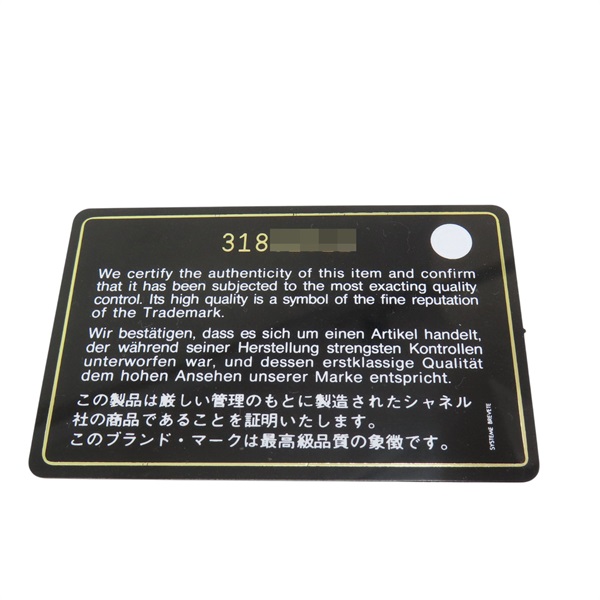 318
We certify the authenticity of this item and confirm
that it has been subjected to the most exacting quality
control. Its high quality is a symbol of the fine reputation
of the Trademark.
Wir bestätigen, dass es sich um einen Artikel handelt,
der während seiner Herstellung strengsten Kontrollen
unterworfen war, und dessen erstklassige Qualität
dem hohen Ansehen unserer Marke entspricht.
この製品は厳しい管理のもとに製造されたシャネル
社の商品であることを証明いたします。
このブランド・マークは最高級品質の象徴です。
SYSTEME BREVETE